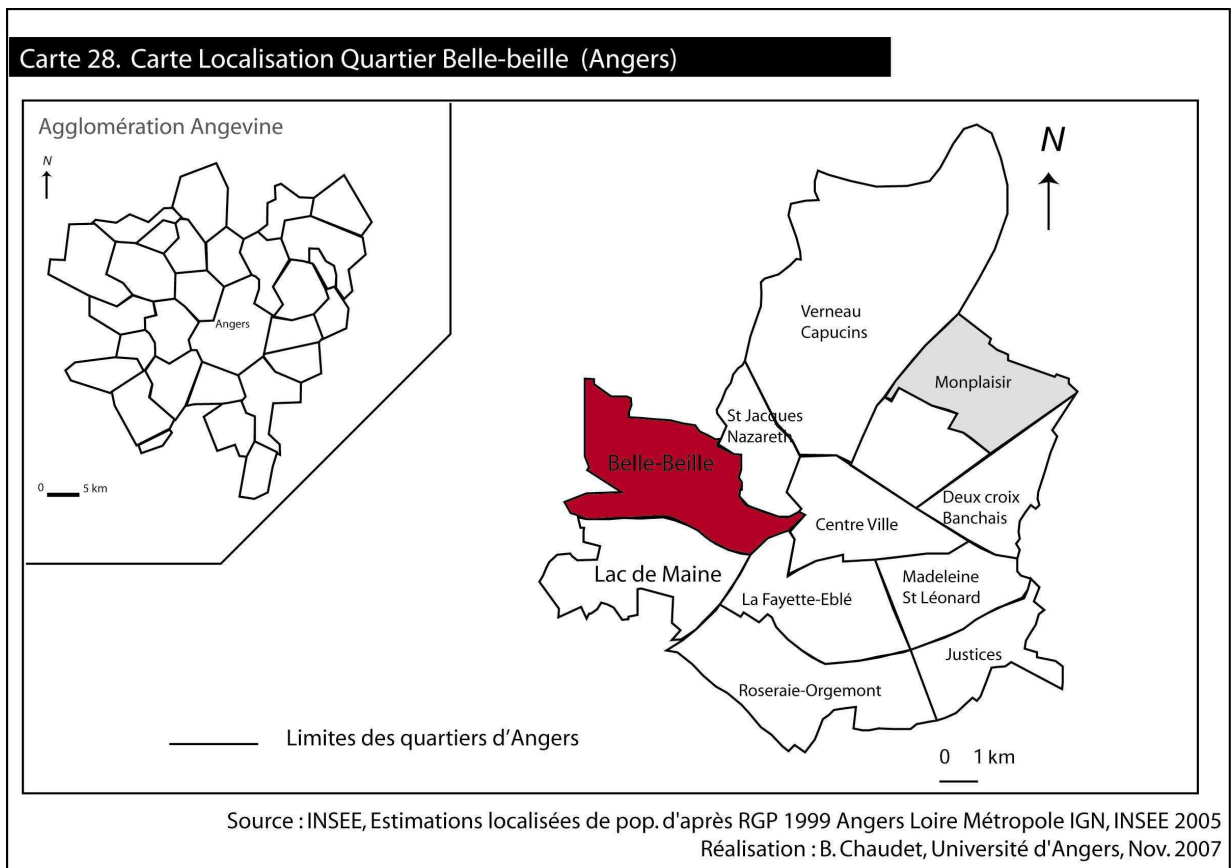 Carte 28. Carte Localisation Quartier Belle-beille (Angers)
Agglomération Angevine
N
Angers
0 5 km
N
Verneau
Capucins
Monplaisir
St Jacques
Nazareth
Belle-Beille
Deux croix
Banchais
Centre Ville
Lac de Maine
Madeleine
St Léonard
La Fayette-Eblé
Justices
Roseraie-Orgemont
Limites des quartiers d'Angers
0 1 km
Source : INSEE, Estimations localisées de pop. d'après RGP 1999 Angers Loire Métropole IGN, INSEE 2005
Réalisation : B. Chaudet, Université d'Angers, Nov. 2007